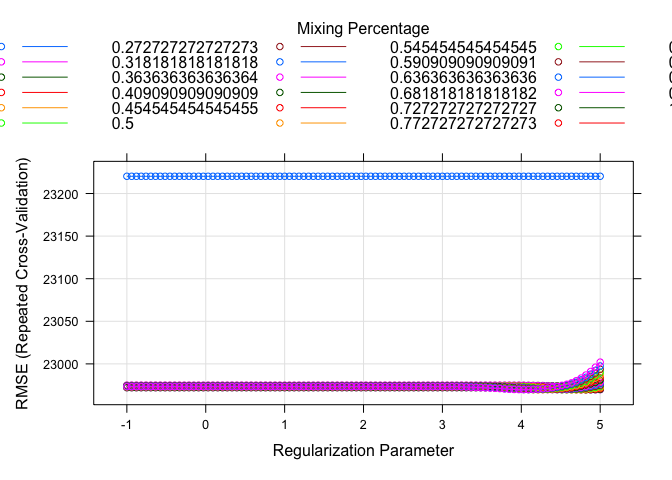 Mixing Percentage
0.272727272727273 0.545454545454545
0.318181818181818 0.590909090909091
0.363636363636364 0.636363636363636
0.409090909090909 0.681818181818182
0.454545454545455 0.727272727272727
0.5 0.772727272727273
RMSE (Repeated Cross-Validation)
23200
23150
23100
23050
23000
-1 0 1 2 3 4 5
Regularization Parameter